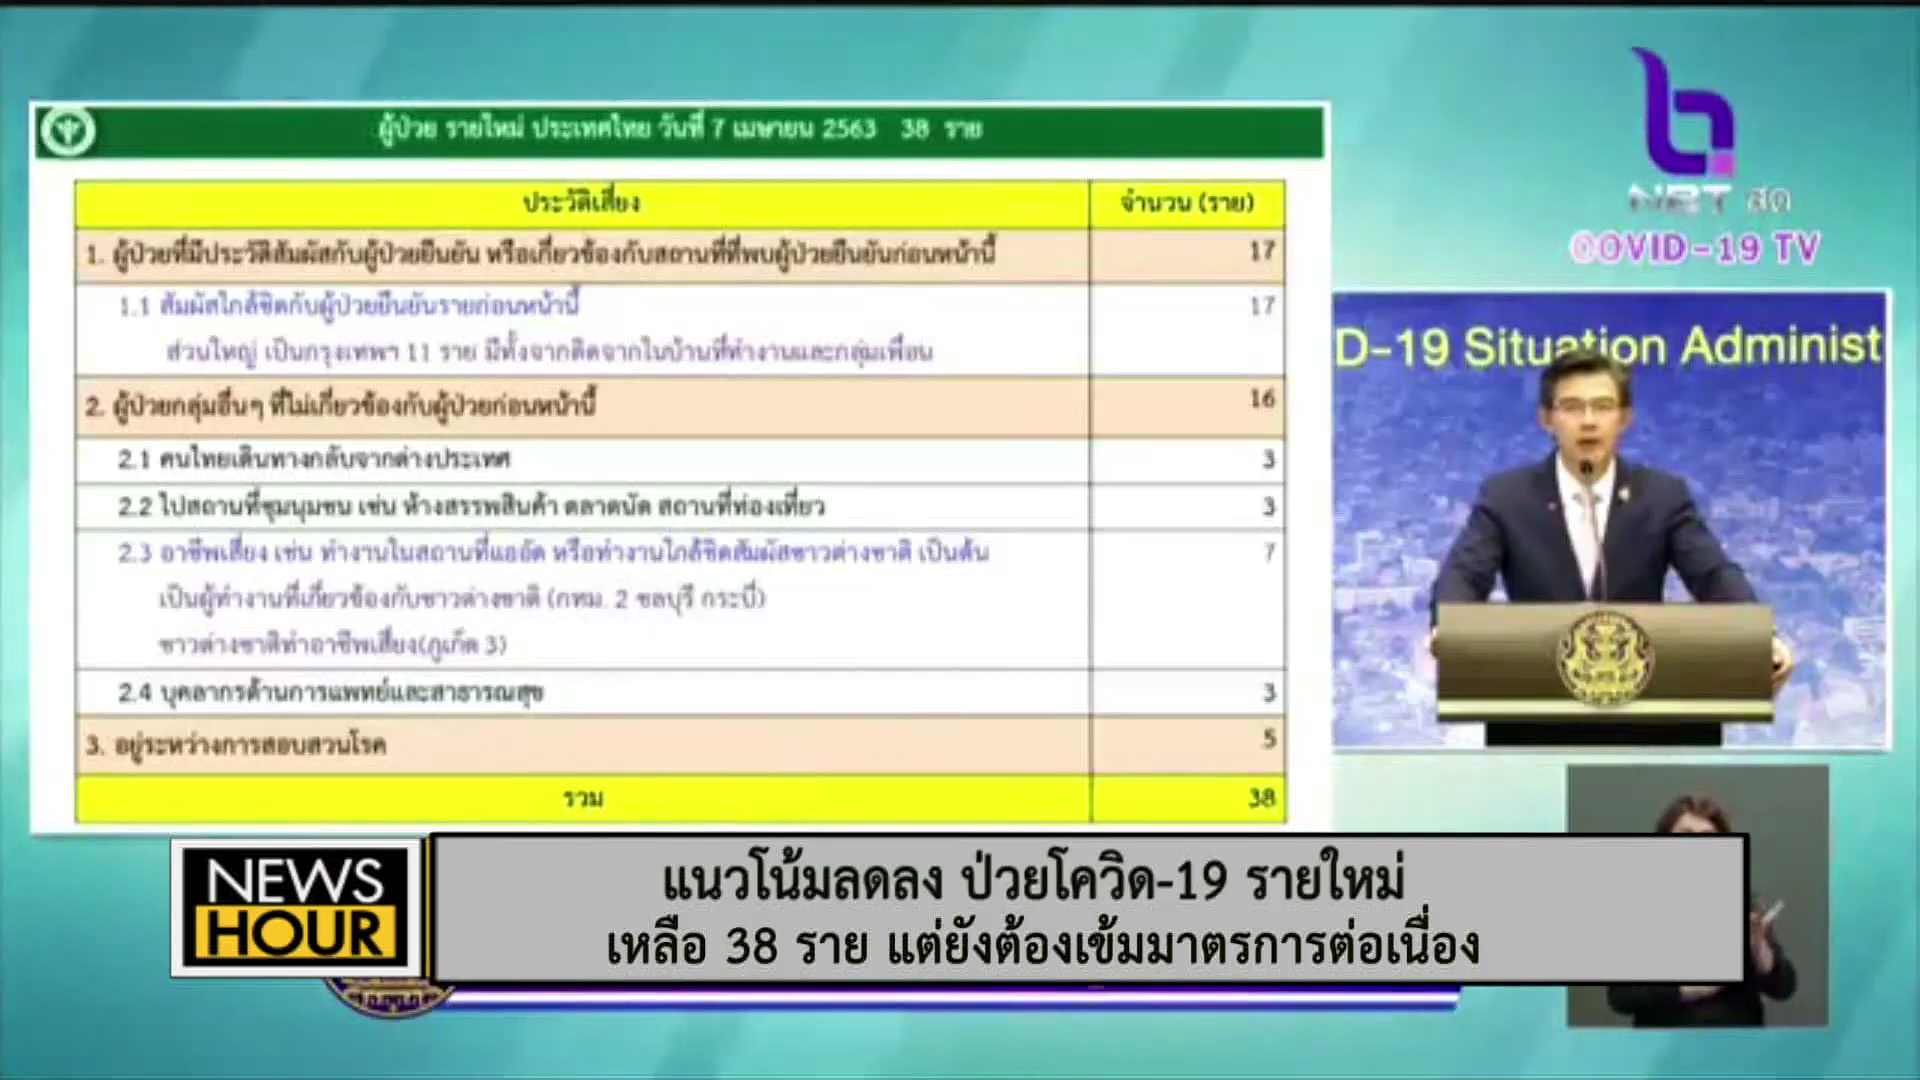 ผู้ป่วย รายใหม่ ประเทศไทย วันที่ 7 เมษายน 2563 38 ราย
ประวัติเสี่ยง จำนวน (ราย)
1. ผู้ป่วยที่มีประวัติสัมผัสกับผู้ป่วยยืนยัน หรือเกี่ยวข้องกับสถานที่ที่พบผู้ป่วยยืนยันก่อนหน้านี้ 17
1.1 สัมผัสใกล้ชิดกับผู้ป่วยยืนยันรายก่อนหน้านี้ 17
ส่วนใหญ่ เป็นกรุงเทพฯ 11 ราย มีทั้งจากติดจากในบ้านที่ทำงานและกลุ่มเพื่อน
2. ผู้ป่วยกลุ่มอื่นๆ ที่ไม่เกี่ยวข้องกับผู้ป่วยก่อนหน้านี้ 16
2.1 คนไทยเดินทางกลับจากต่างประเทศ 3
2.2 ไปสถานที่ชุมนุมชน เช่น ห้างสรรพสินค้า ตลาดนัด สถานที่ท่องเที่ยว 3
2.3 อาชีพเสี่ยง เช่น ทำงานในสถานที่แออัด หรือทำงานใกล้ชิดสัมผัสชาวต่างชาติ เป็นต้น 7
เป็นผู้ทำงานที่เกี่ยวข้องกับชาวต่างชาติ (กทม. 2 ชลบุรี กระบี่)
ชาวต่างชาติทำอาชีพเสี่ยง(ภูเก็ต 3)
2.4 บุคลากรด้านการแพทย์และสาธารณสุข 3
3. อยู่ระหว่างการสอบสวนโรค 5
รวม 38
NBT สด
COVID-19 TV
D-19 Situation Administ
NEWS
HOUR
แนวโน้มลดลง ป่วยโควิด-19 รายใหม่
เหลือ 38 ราย แต่ยังต้องเข้มมาตรการต่อเนื่อง